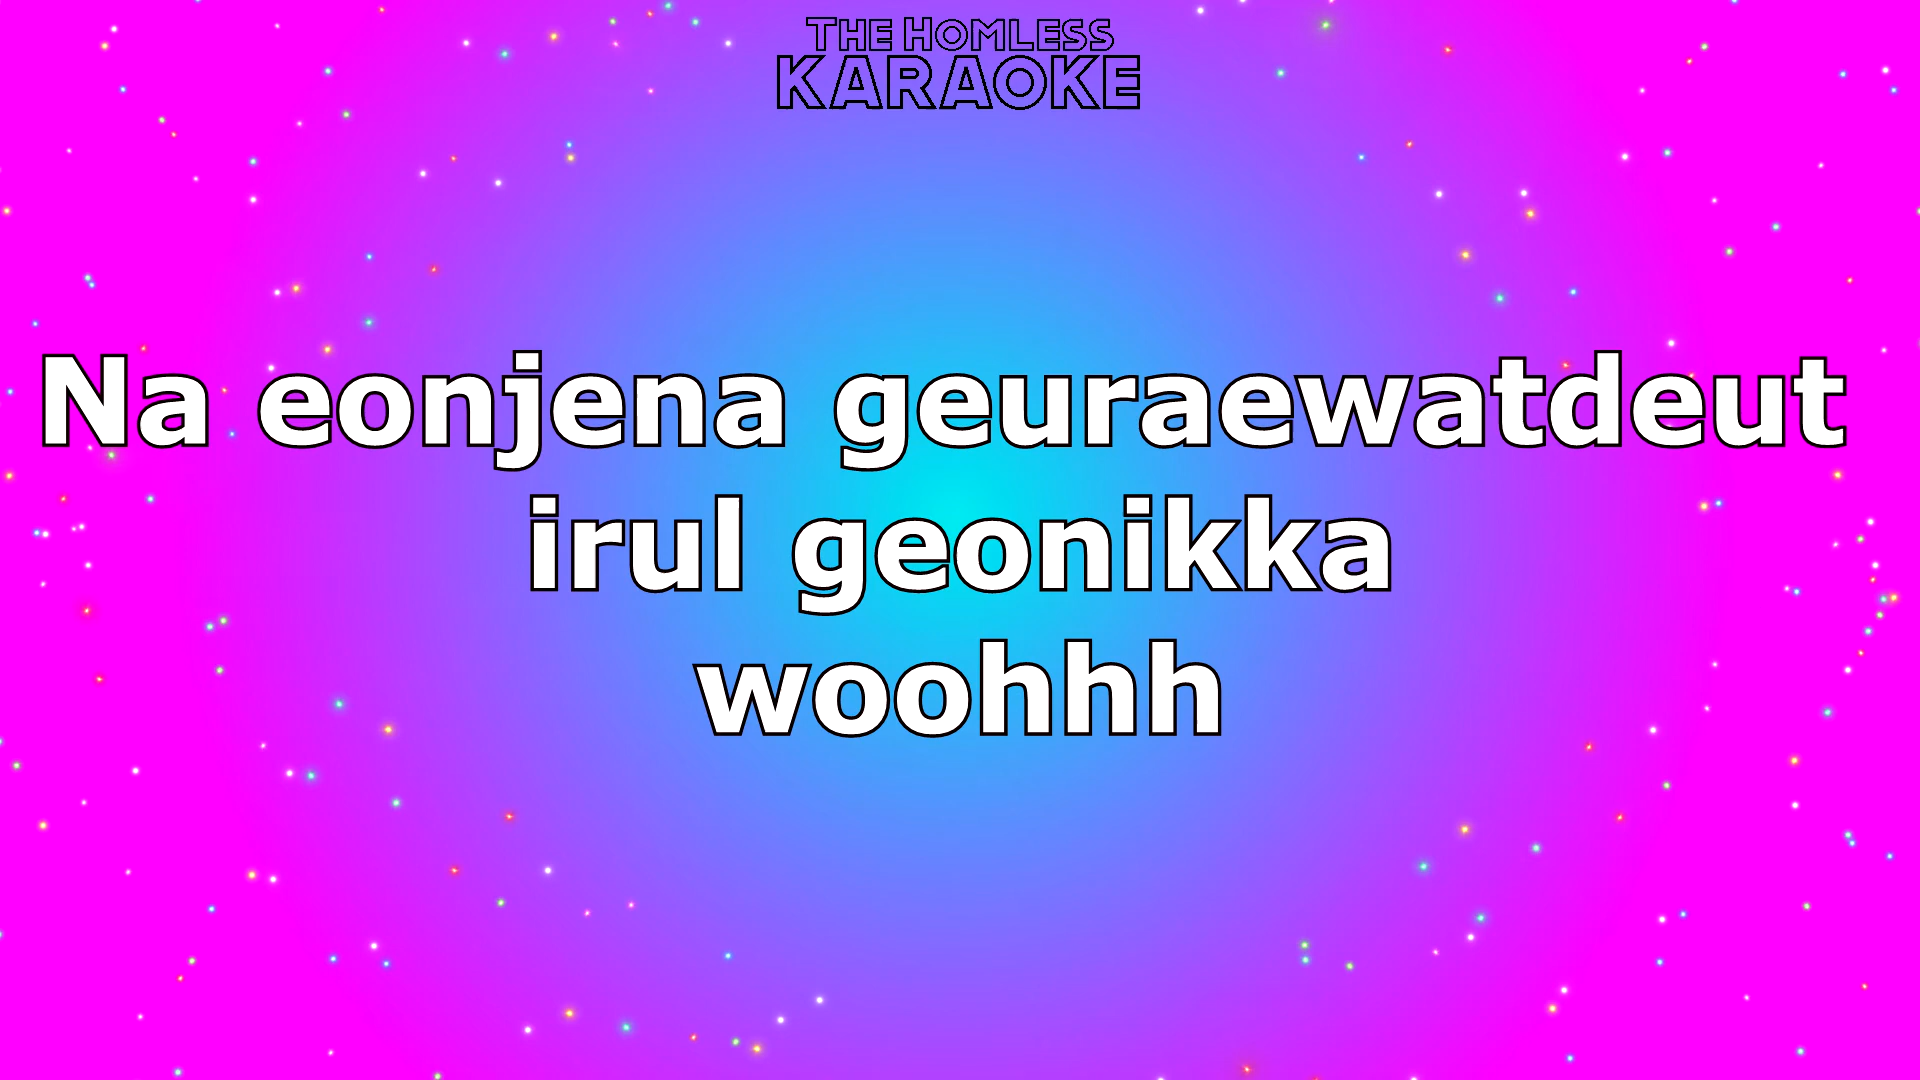 THE HOMLESS
KARAOKE
Na eonjena geuraewatdeut
irul geonikka
woohhh